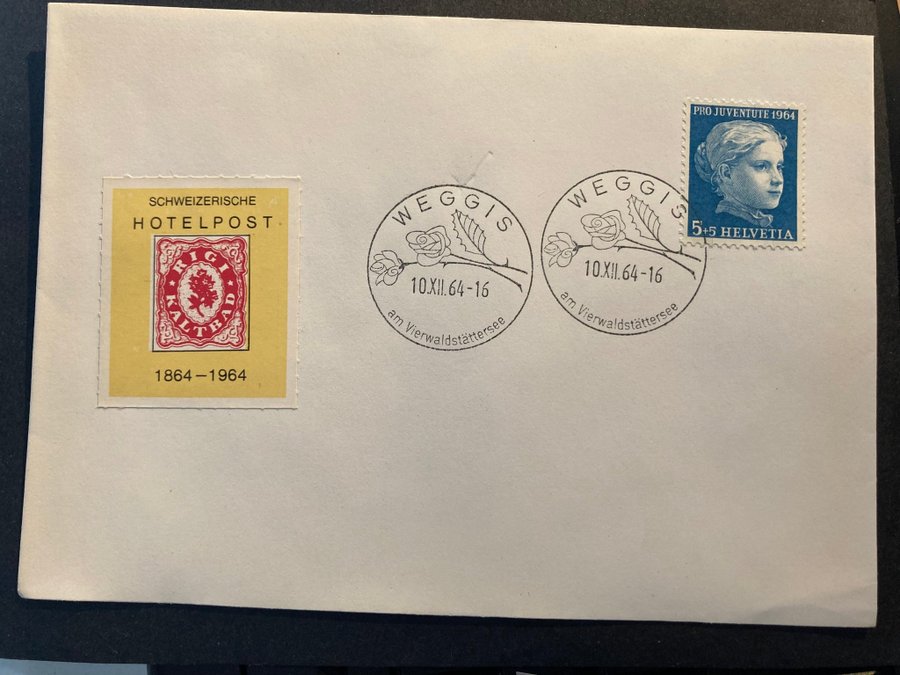 SCHWEIZERISCHE
HOTELPOST
RIGI
KALTBAD
1864–1964
WEGGIS
10.XII.64-16
am Vierwaldstättersee
WEGGIS
10.XII.64-16
am Vierwaldstättersee
PRO JUVENTUTE 1964
5+5 HELVETIA